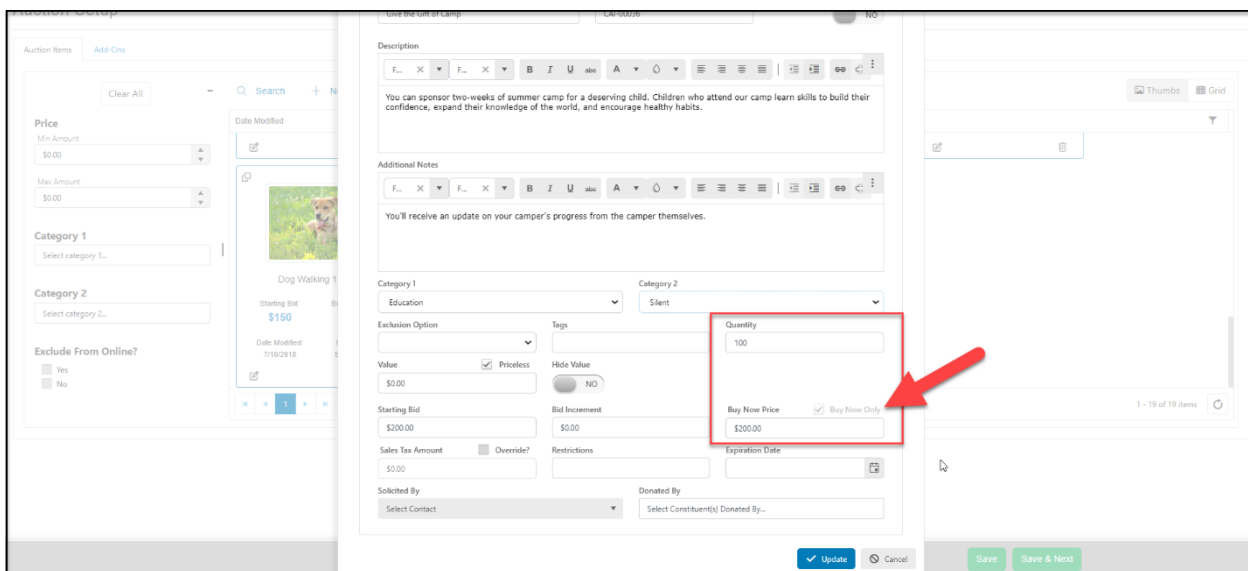 Auction Setup
Give the Gift of Camp
CAI-00036
NO
Auction Items
Add-Ons
Clear All
Search
Date Modified
Thumbs
Grid
Price
Min Amount
$0.00
Max Amount
$0.00
Category 1
Select category 1...
Category 2
Select category 2...
Exclude From Online?
Yes
No
Dog Walking 1
Starting Bid:
$150
Date Modified:
7/10/2018
1
1 - 19 of 19 items
Description
F...
F...
B I U abc A
You can sponsor two-weeks of summer camp for a deserving child. Children who attend our camp learn skills to build their
confidence, expand their knowledge of the world, and encourage healthy habits.
Additional Notes
F...
F...
B I U abc A
You'll receive an update on your camper's progress from the camper themselves.
Category 1
Category 2
Education
Silent
Exclusion Option
Tags
Quantity
100
Value
Priceless
Hide Value
$0.00
NO
Starting Bid
Bid Increment
Buy Now Price
Buy Now Only
$200.00
$0.00
$200.00
Sales Tax Amount
Override?
Restrictions
Expiration Date
$0.00
Solicited By
Donated By
Select Contact
Select Constituent(s) Donated By...
Update
Cancel
Save
Save & Next